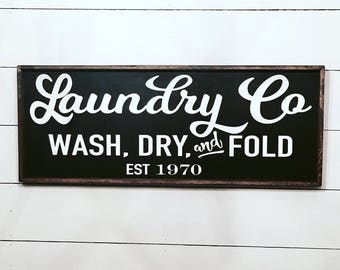 Laundry Co
WASH, DRY, and FOLD
EST 1970